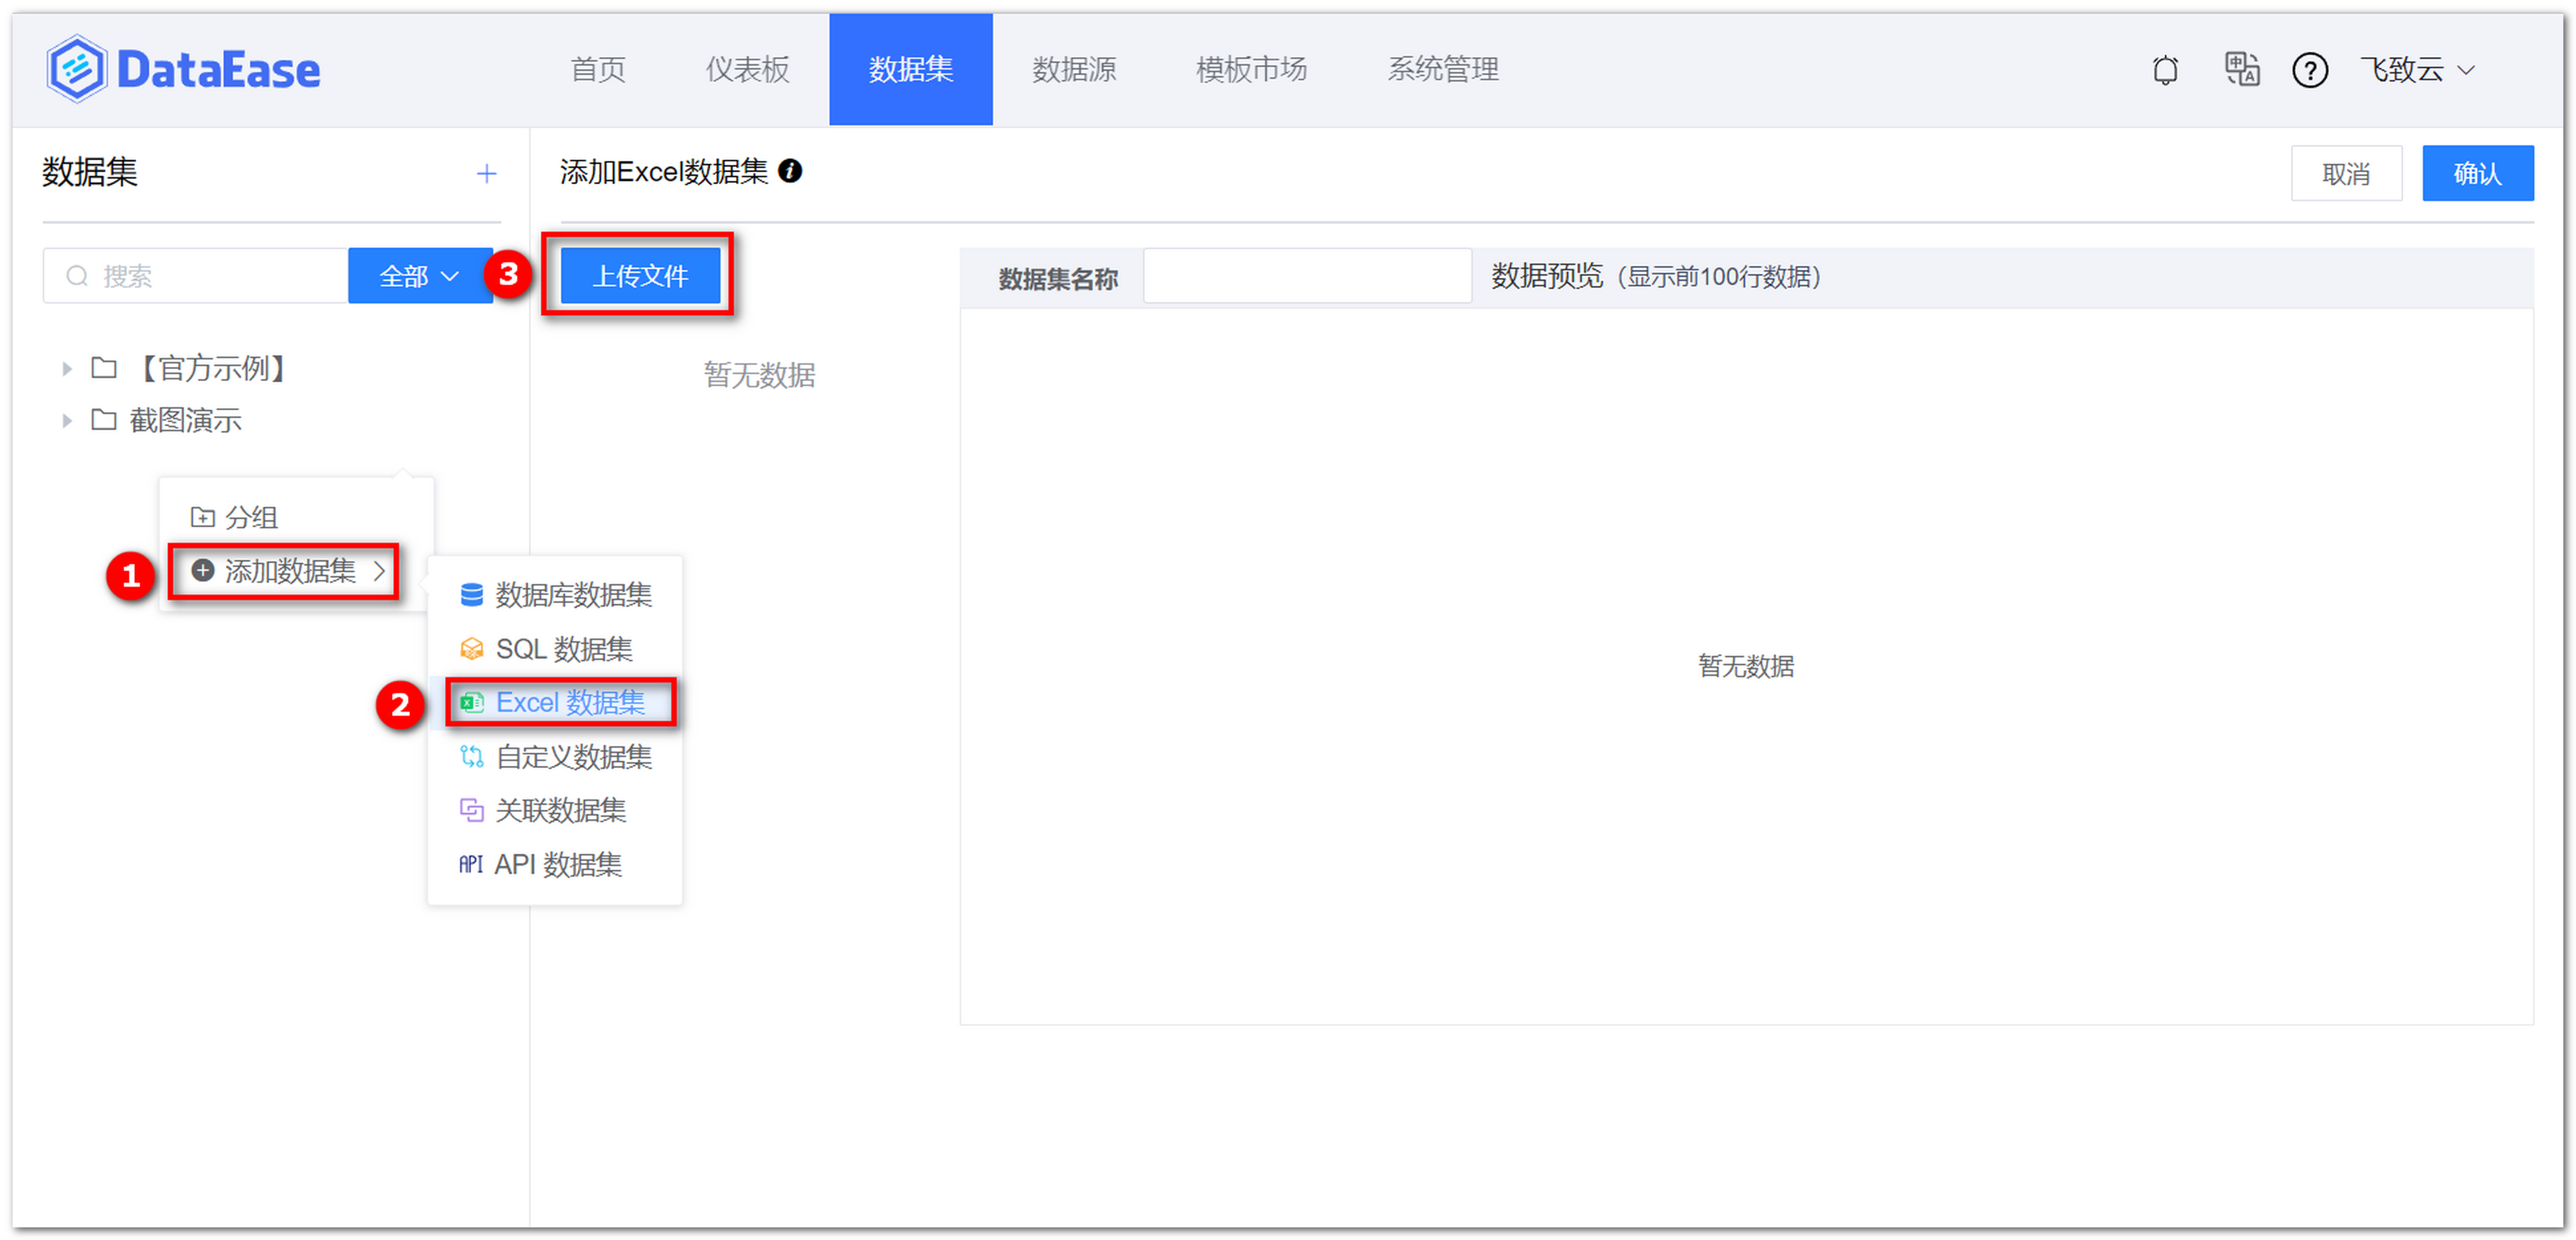 DataEase
首页 仪表板 数据集 数据源 模板市场 系统管理 飞致云
数据集
添加Excel数据集
取消 确认
搜索 全部
3
上传文件
数据集名称 数据预览（显示前100行数据）
【官方示例】
截图演示
暂无数据
分组
1
添加数据集
数据库数据集
SQL 数据集
2
Excel 数据集
自定义数据集
关联数据集
API API 数据集
暂无数据